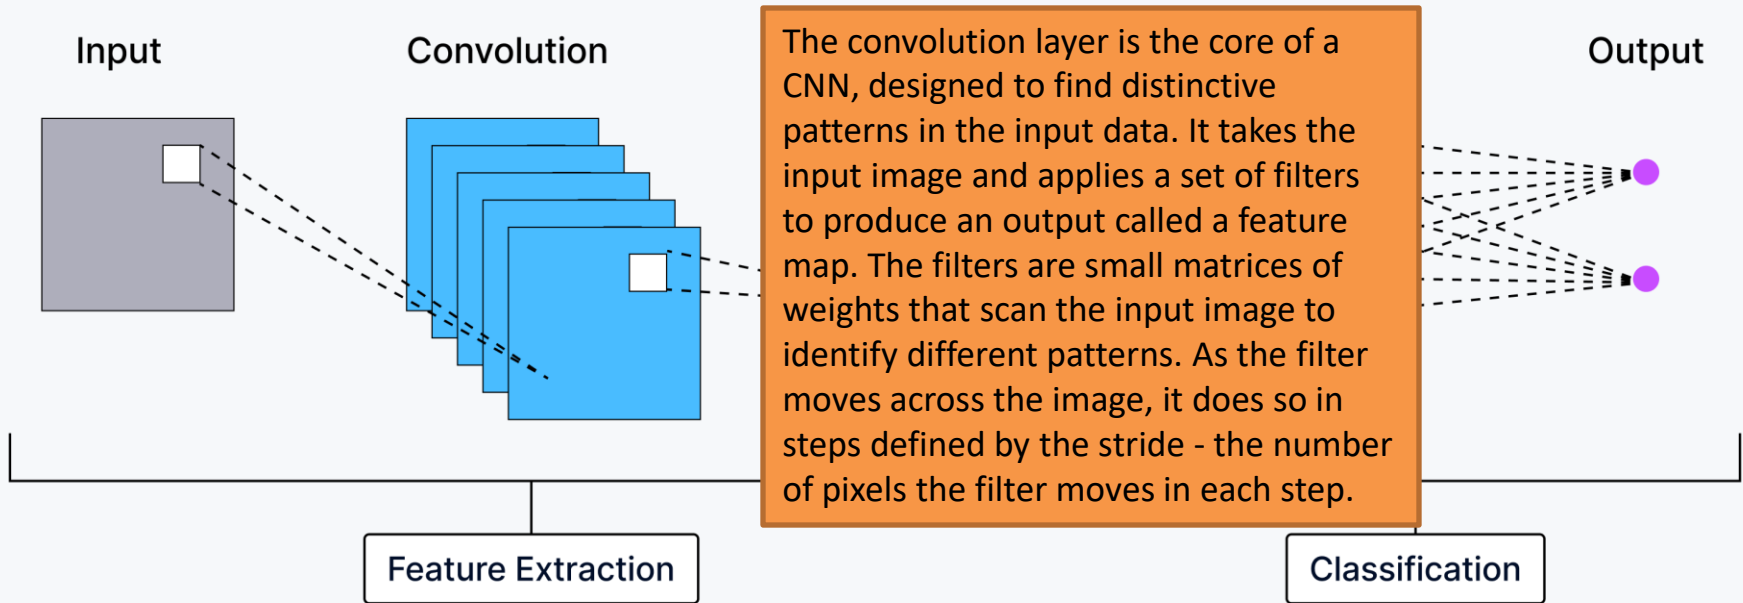 Input
Convolution
The convolution layer is the core of a
CNN, designed to find distinctive
patterns in the input data. It takes the
input image and applies a set of filters
to produce an output called a feature
map. The filters are small matrices of
weights that scan the input image to
identify different patterns. As the filter
moves across the image, it does so in
steps defined by the stride - the number
of pixels the filter moves in each step.
Output
Feature Extraction
Classification